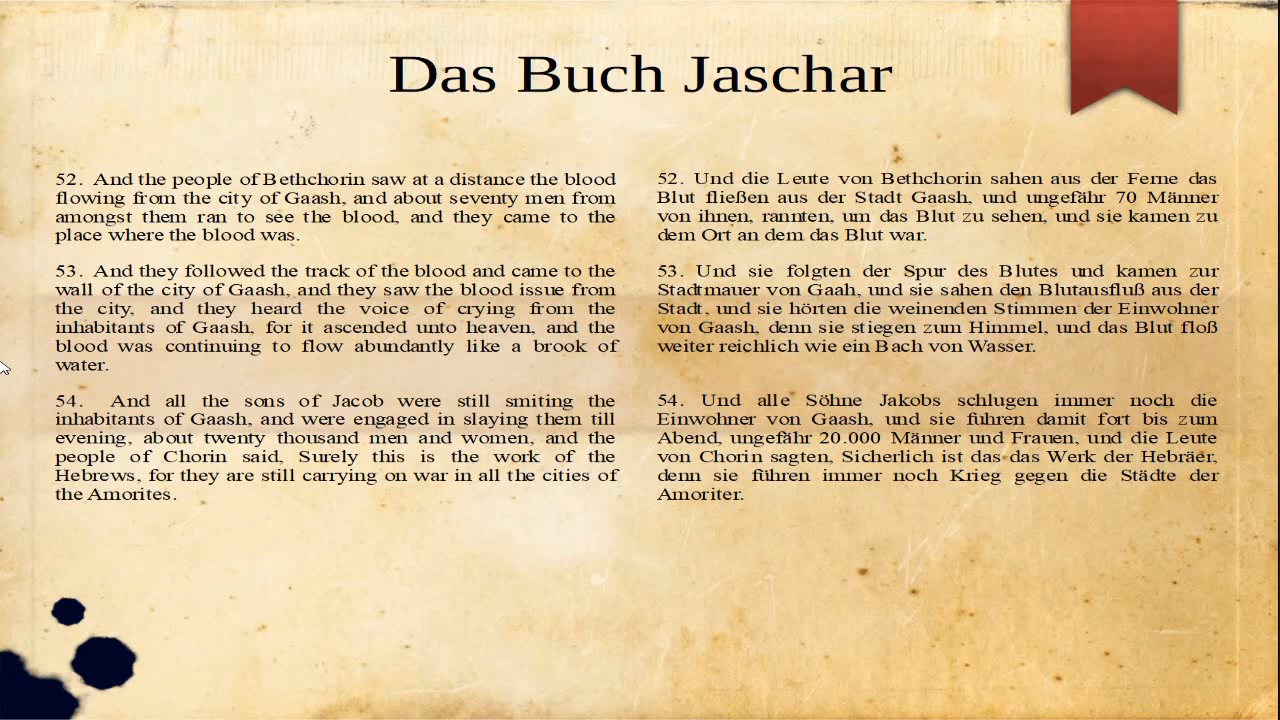 Das Buch Jaschar
52. And the people of Bethchorin saw at a distance the blood
flowing from the city of Gaash, and about seventy men from
amongst them ran to see the blood, and they came to the
place where the blood was.
53. And they followed the track of the blood and came to the
wall of the city of Gaash, and they saw the blood issue from
the city, and they heard the voice of crying from the
inhabitants of Gaash, for it ascended unto heaven, and the
blood was continuing to flow abundantly like a brook of
water.
54. And all the sons of Jacob were still smiting the
inhabitants of Gaash, and were engaged in slaying them till
evening, about twenty thousand men and women, and the
people of Chorin said, Surely this is the work of the
Hebrews, for they are still carrying on war in all the cities of
the Amorites.
52. Und die Leute von Bethchorin sahen aus der Ferne das
Blut fließen aus der Stadt Gaash, und ungefähr 70 Männer
von ihnen, rannten, um das Blut zu sehen, und sie kamen zu
dem Ort an dem das Blut war.
53. Und sie folgten der Spur des Blutes und kamen zur
Stadtmauer von Gaah, und sie sahen den Blutausfluß aus der
Stadt, und sie hörten die weinenden Stimmen der Einwohner
von Gaash, denn sie stiegen zum Himmel, und das Blut floß
weiter reichlich wie ein Bach von Wasser.
54. Und alle Söhne Jakobs schlugen immer noch die
Einwohner von Gaash, und sie fuhren damit fort bis zum
Abend, ungefähr 20.000 Männer und Frauen, und die Leute
von Chorin sagten, Sicherlich ist das das Werk der Hebräer,
denn sie führen immer noch Krieg gegen die Städte der
Amoriter.